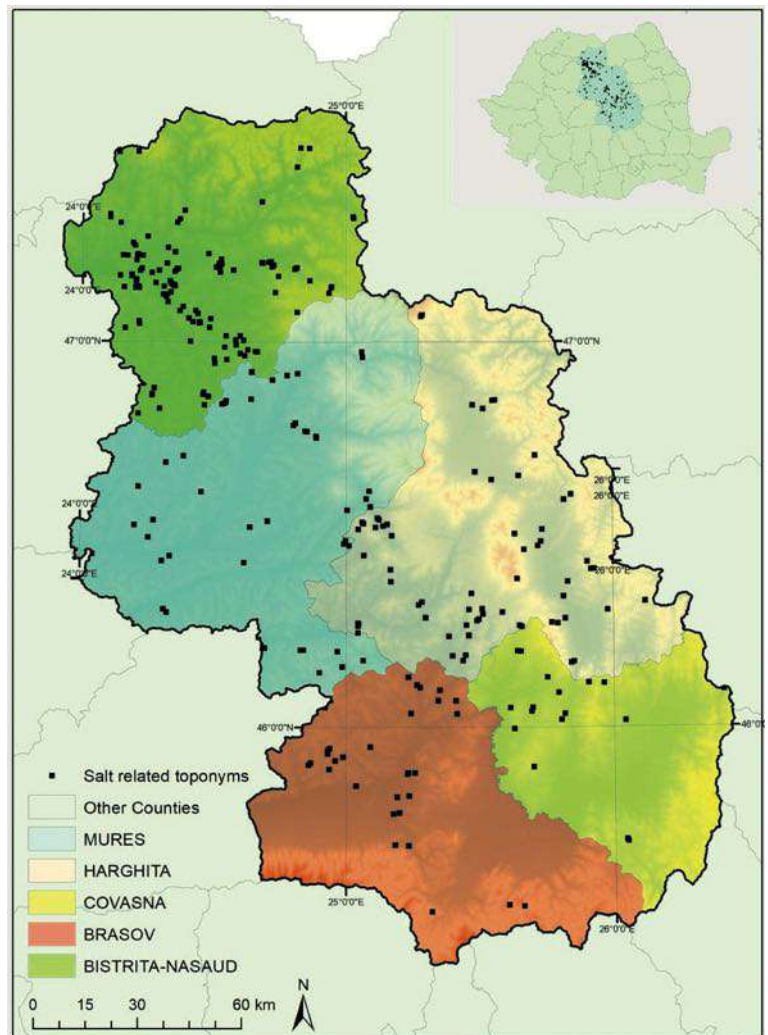 25°0'0"E
24°0'0"E
24°0'0"E
47°0'0"N
47°0'0"N
26°0'0"E
26°0'0"E
24°0'0"E
24°0'0"E
26°0'0"E
46°0'0"N
46°0'0"N
Salt related toponyms
Other Counties
MURES
HARGHITA
COVASNA
BRASOV
BISTRITA-NASAUD
25°0'0"E
26°0'0"E
N
0 15 30 60 km